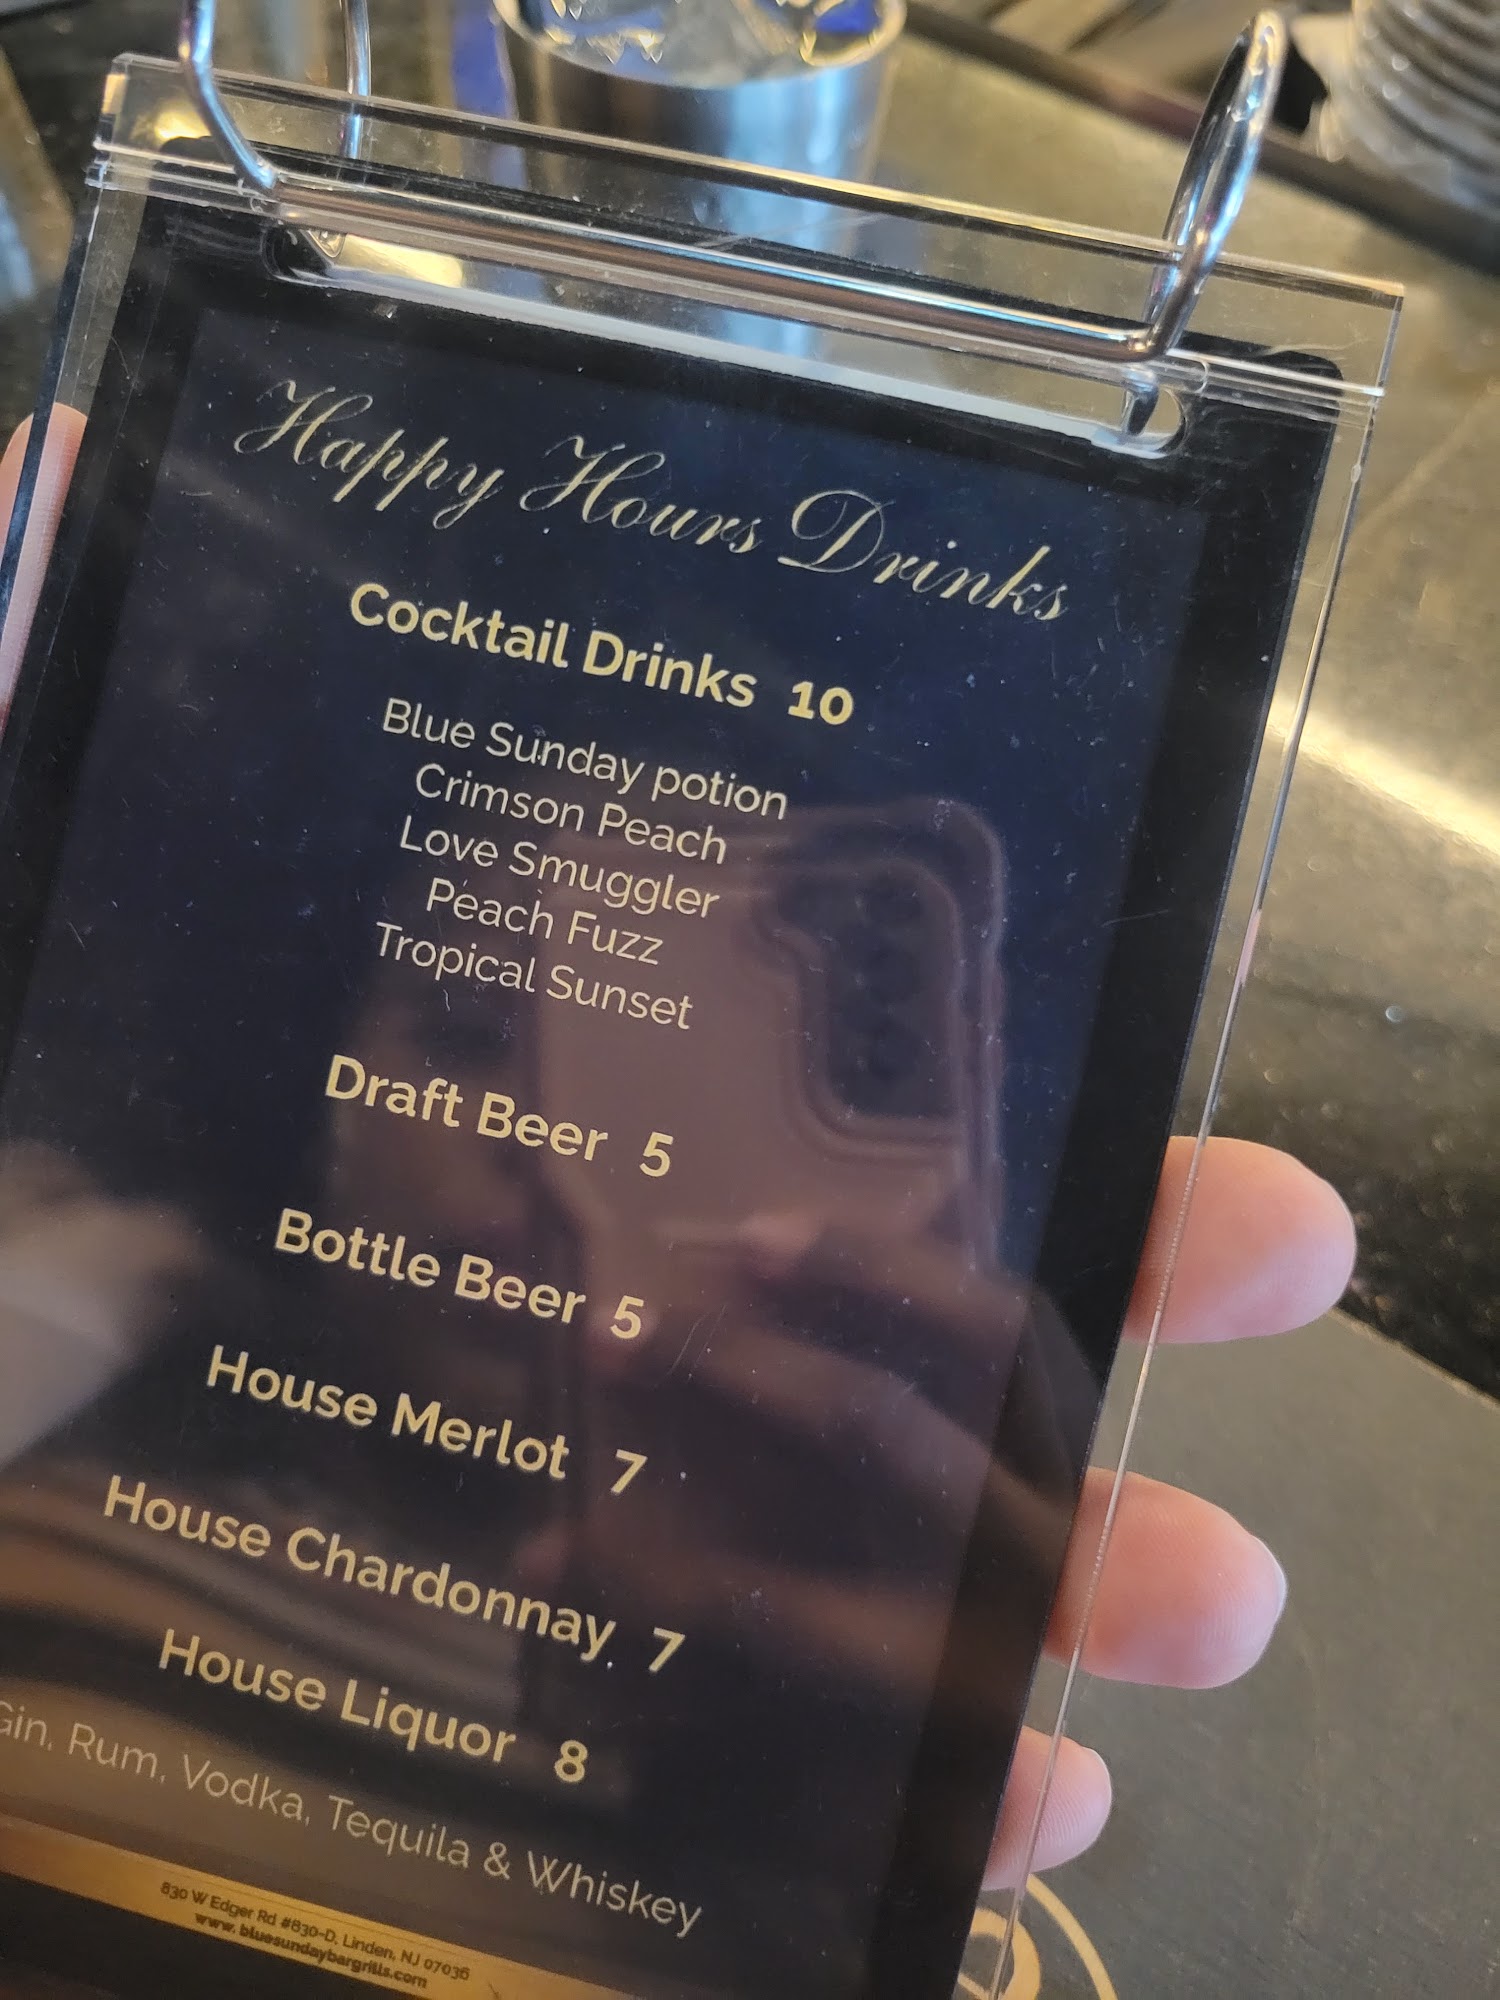 Happy Hours Drinks
Cocktail Drinks 10
Blue Sunday potion
Crimson Peach
Love Smuggler
Peach Fuzz
Tropical Sunset
Draft Beer 5
Bottle Beer 5
House Merlot 7
House Chardonnay 7
House Liquor 8
Gin, Rum, Vodka, Tequila & Whiskey
830 W Edger Rd #830-D, Linden, NJ 07036
www.bluesundaybargrills.com